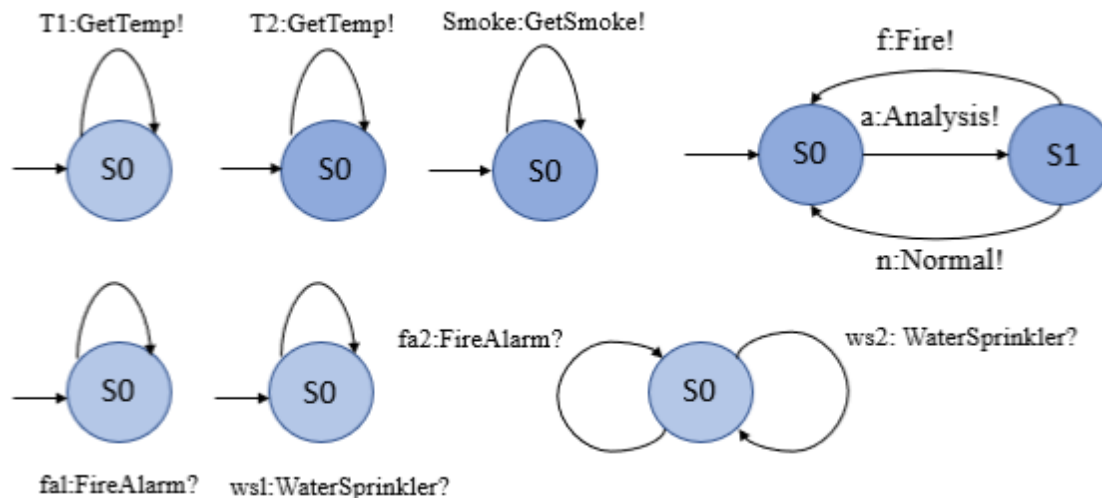 T1:GetTemp!
T2:GetTemp!
Smoke:GetSmoke!
f:Fire!
a:Analysis!
S0
S0
S0
S0
S1
n:Normal!
fa2:FireAlarm?
ws2: WaterSprinkler?
S0
S0
S0
fal:FireAlarm?
wsl:WaterSprinkler?